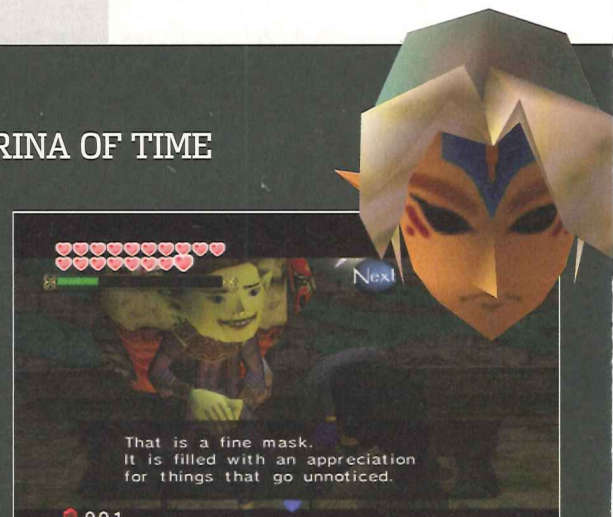 RINA OF TIME
Next
That is a fine mask.
It is filled with an appreciation
for things that go unnoticed.